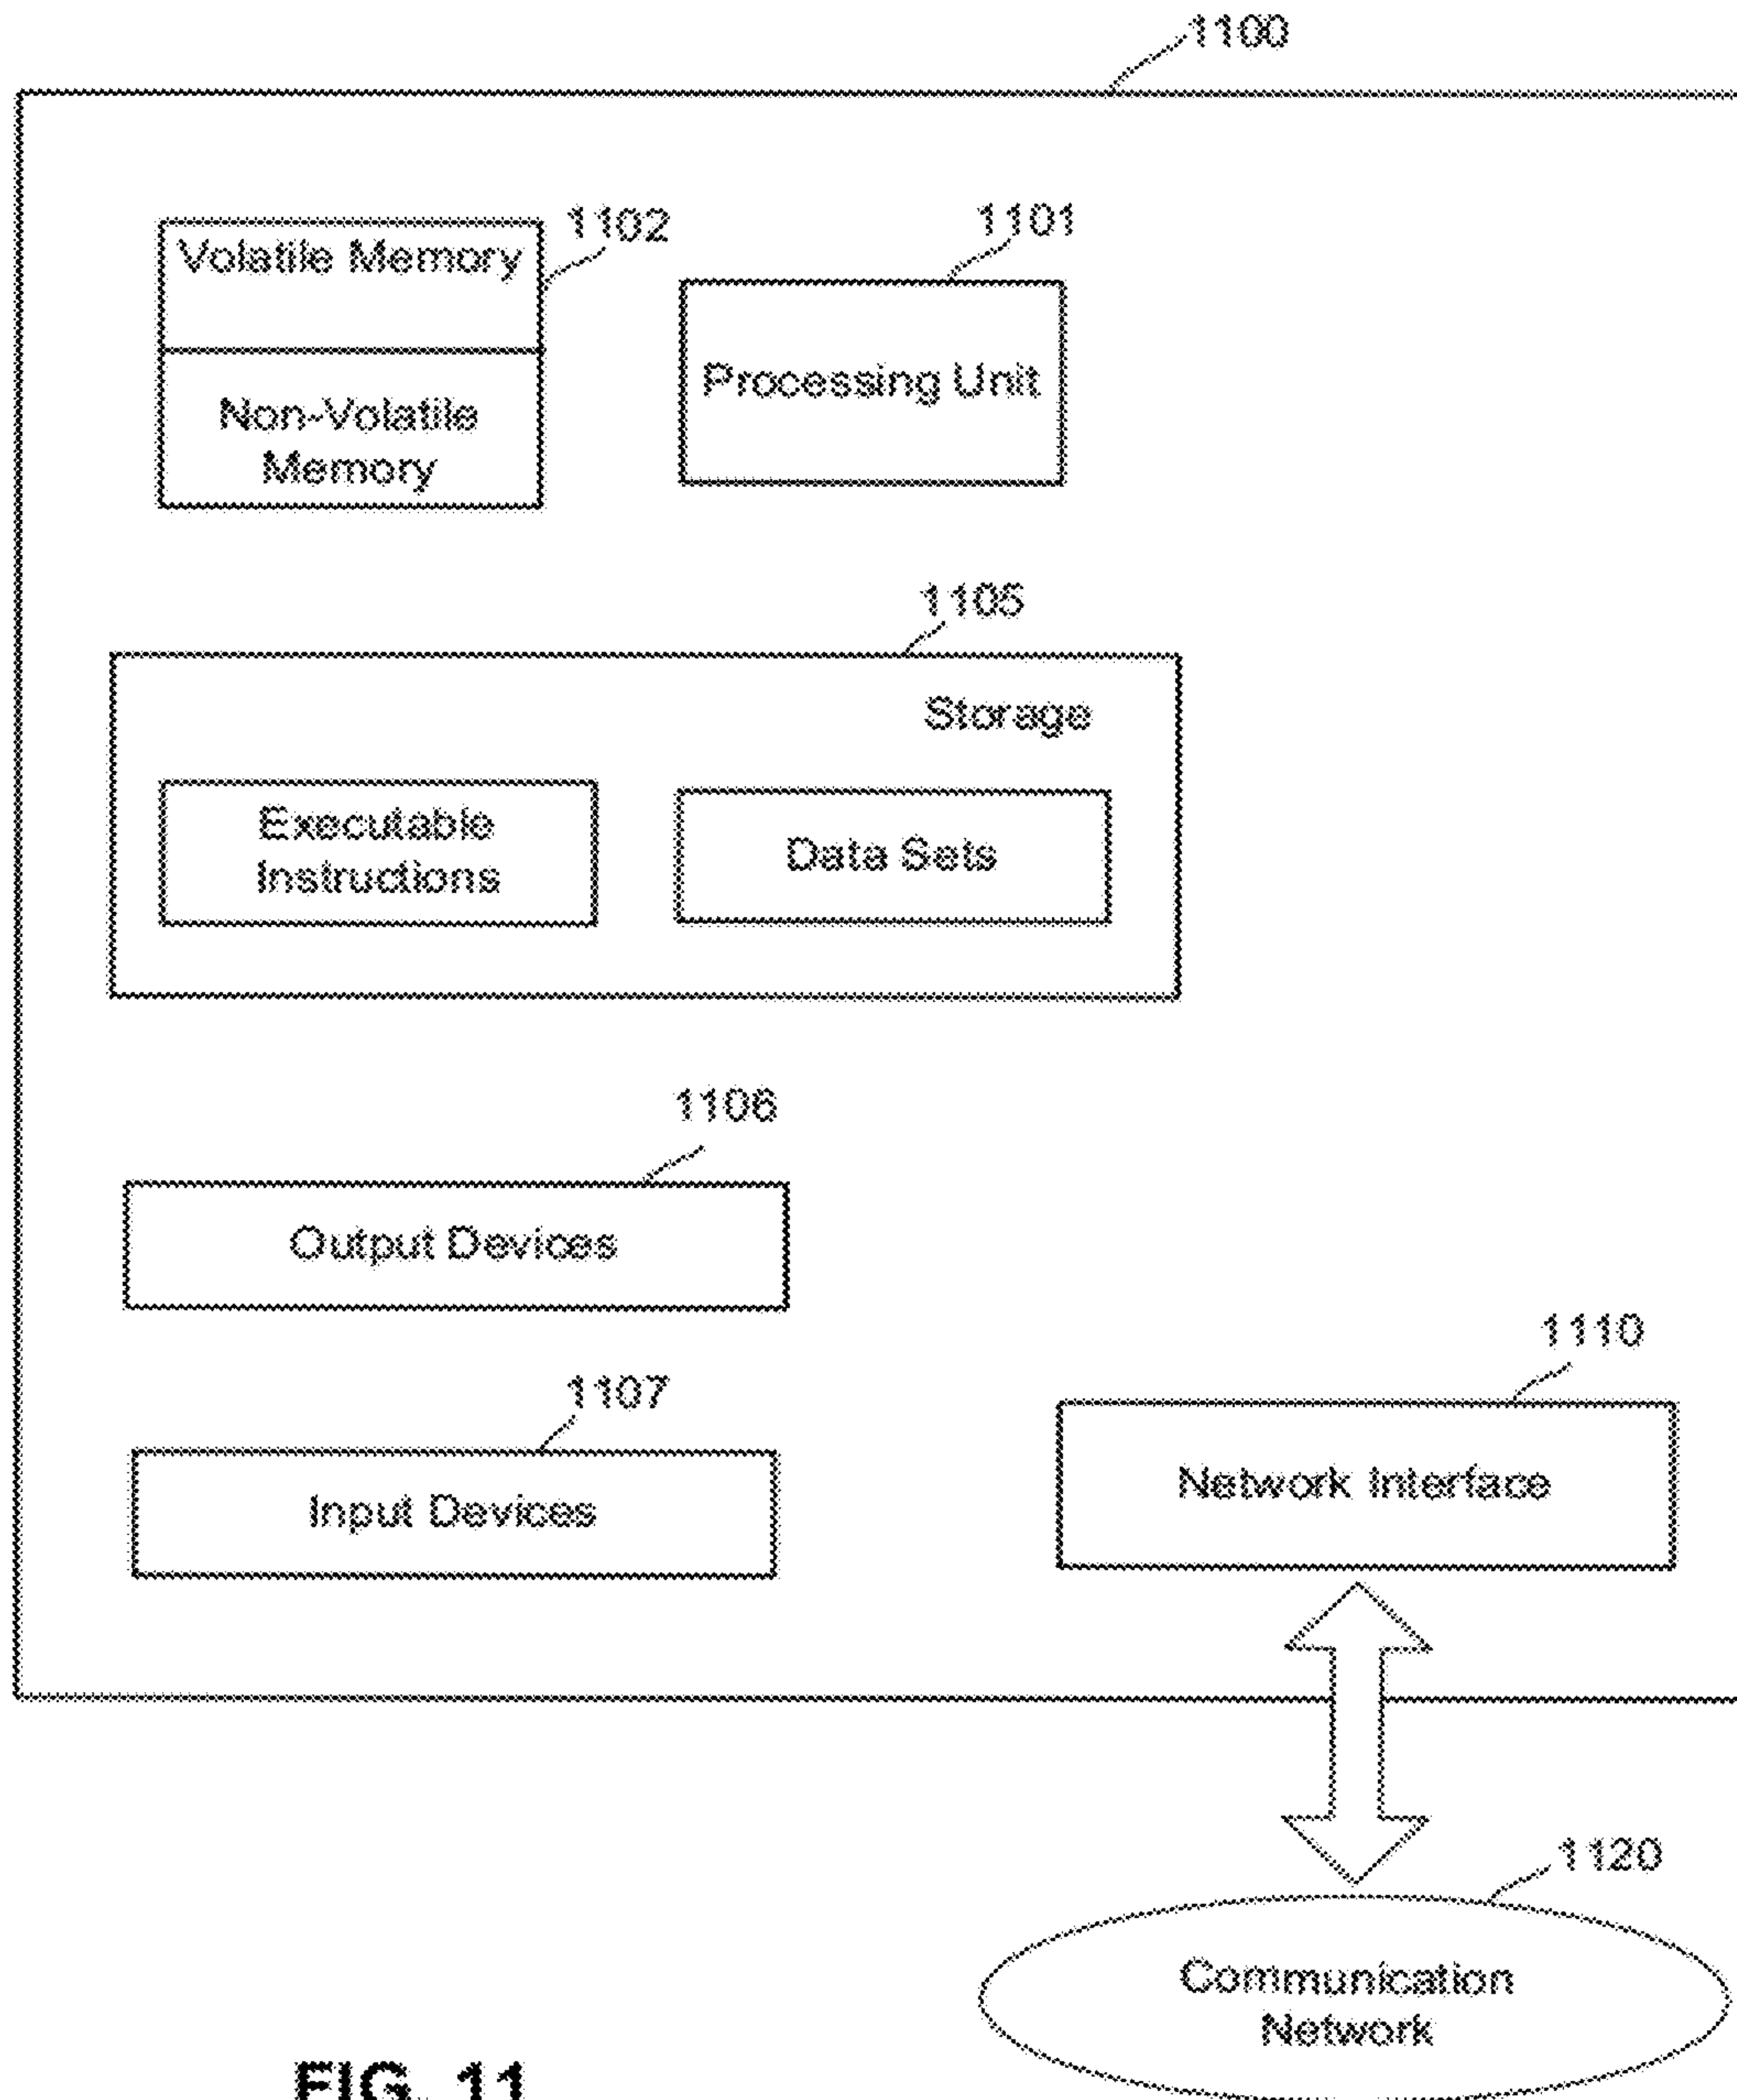 1100
1102
1101
Volatile Memory
Processing Unit
Non-Volatile
Memory
1105
Storage
Executable
Instructions
Data Sets
1106
Output Devices
1110
1107
Network Interface
Input Devices
1120
Communication
Network
FIG. 11